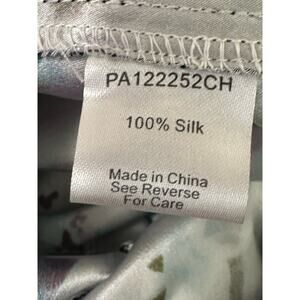 PA122252CH
100% Silk
Made in China
See Reverse
For Care